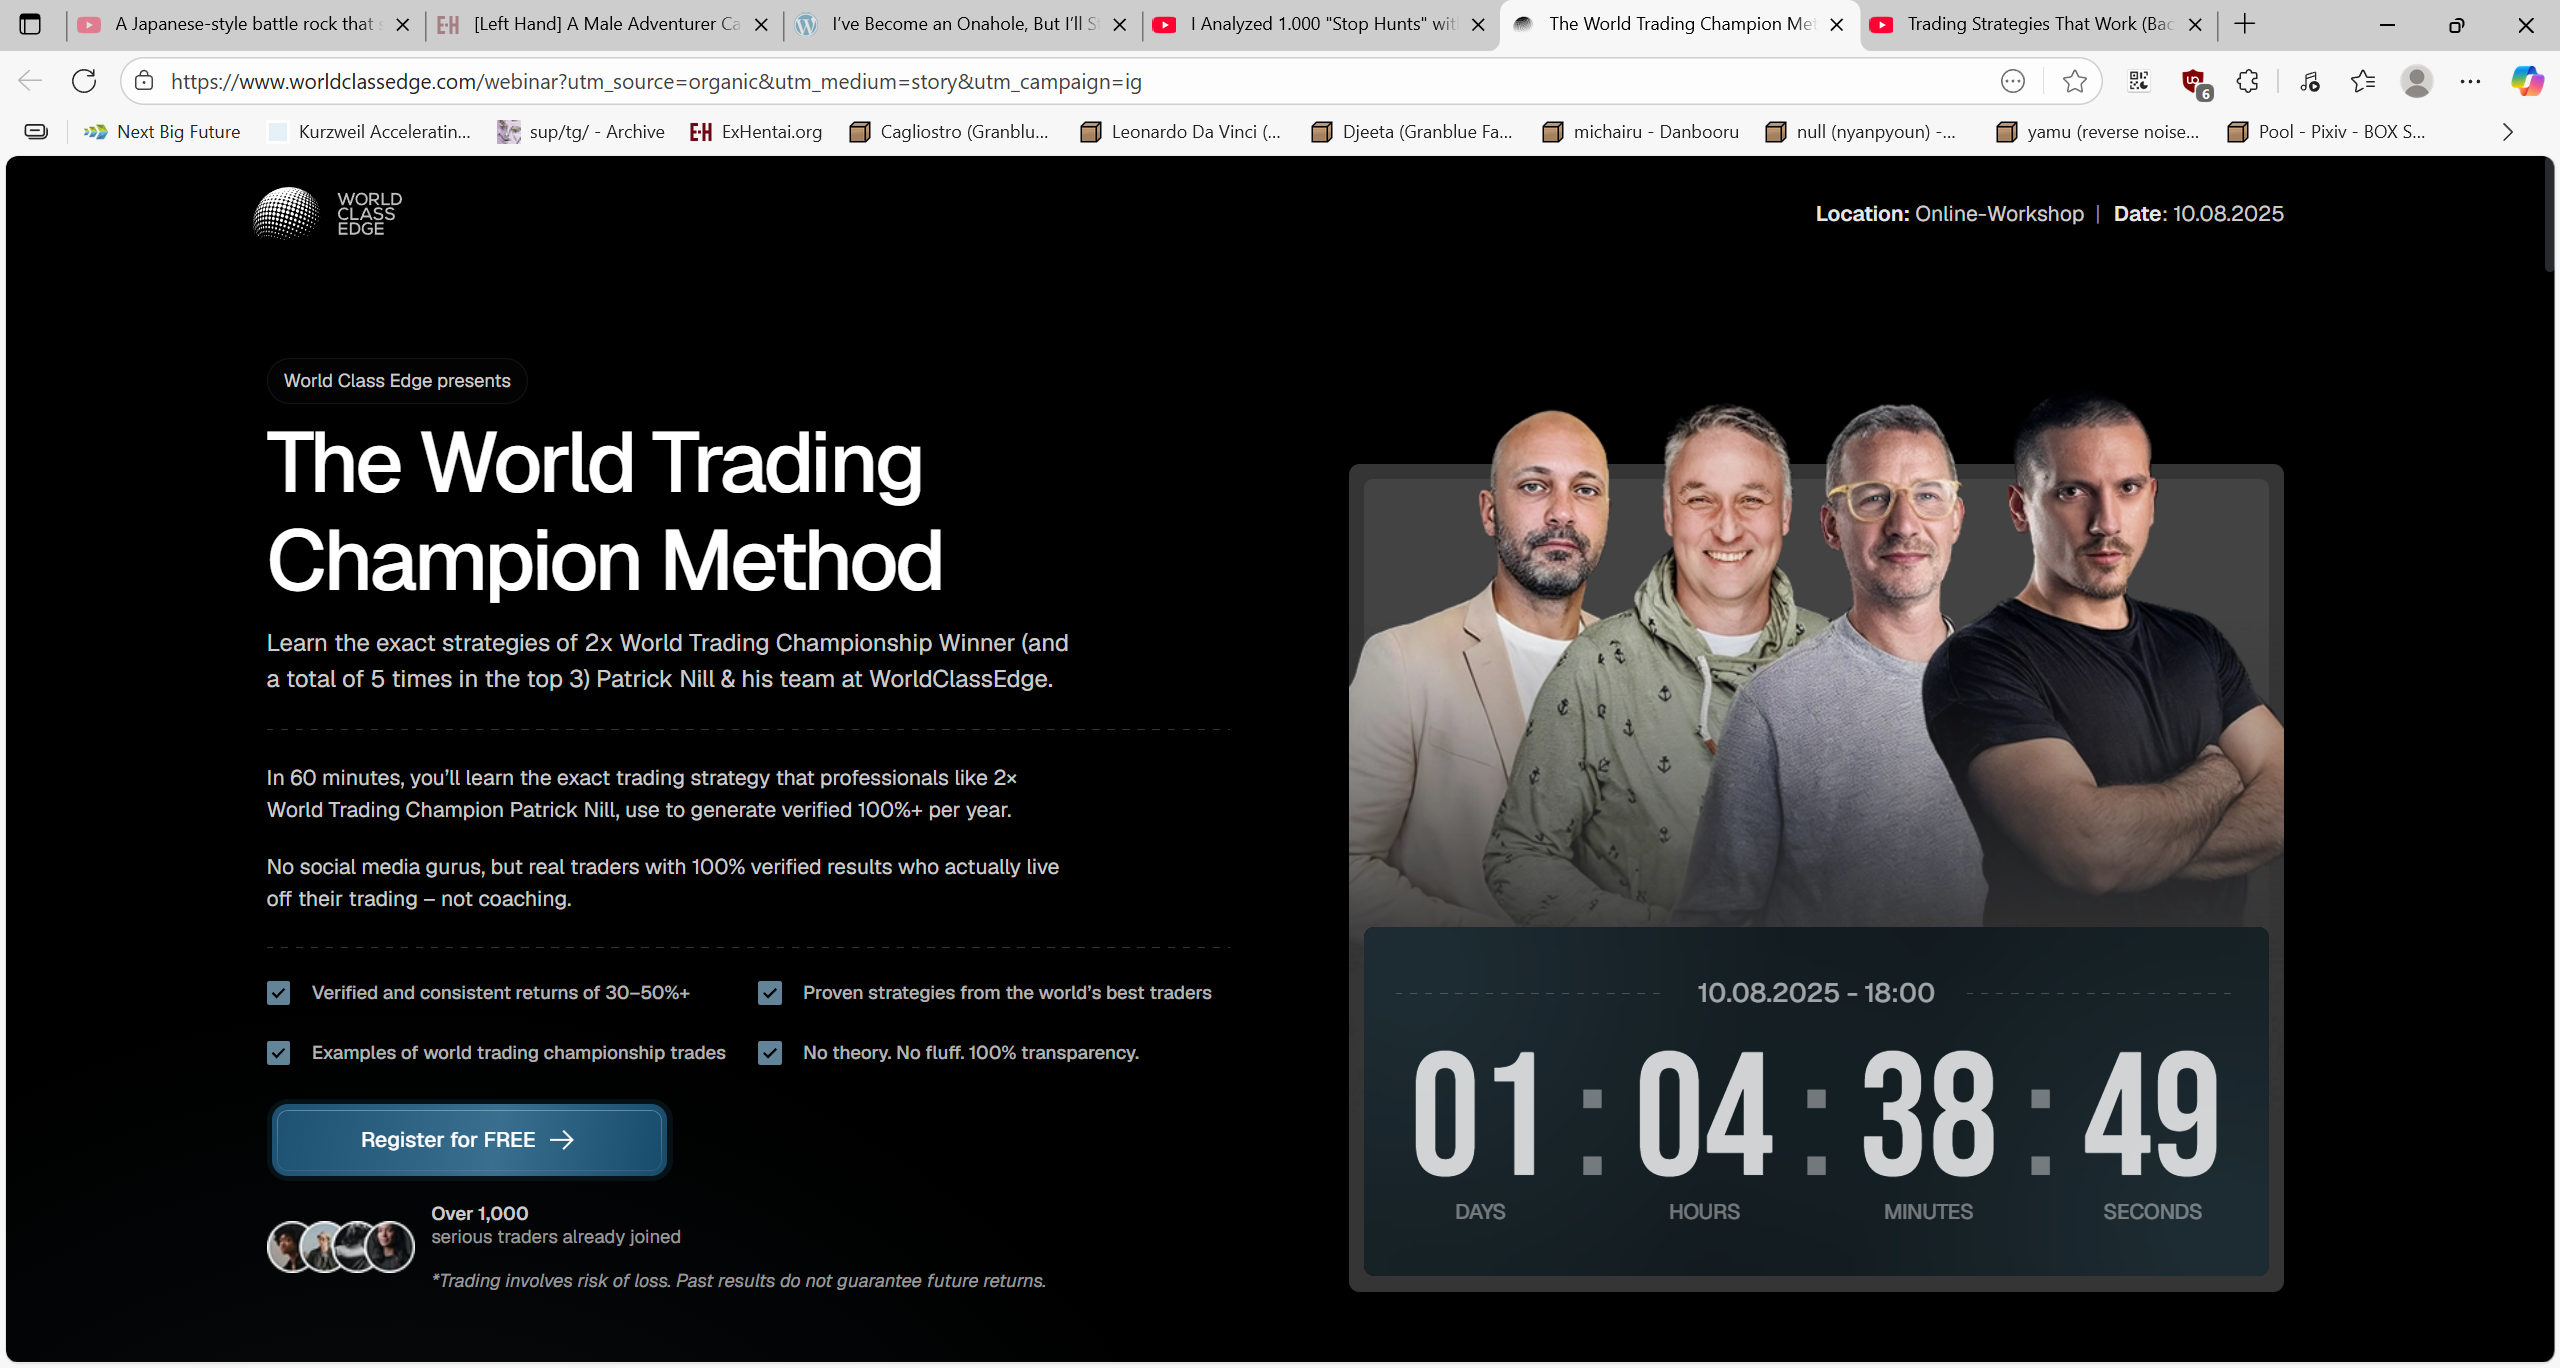 A Japanese-style battle rock that s
[Left Hand] A Male Adventurer Ca
I've Become an Onahole, But I'll S
I Analyzed 1.000 "Stop Hunts" wit
The World Trading Champion Met
Trading Strategies That Work (Bac
https://www.worldclassedge.com/webinar?utm_source=organic&utm_medium=story&utm_campaign=ig
6
Next Big Future
Kurzweil Acceleratin...
sup/tg/ - Archive
E-H ExHentai.org
Cagliostro (Granblu...
Leonardo Da Vinci (...
Djeeta (Granblue Fa...
michairu - Danbooru
null (nyanpyoun) -...
yamu (reverse noise...
Pool - Pixiv - BOX S...
WORLD
CLASS
EDGE
Location: Online-Workshop | Date: 10.08.2025
World Class Edge presents
The World Trading
Champion Method
Learn the exact strategies of 2x World Trading Championship Winner (and
a total of 5 times in the top 3) Patrick Nill & his team at WorldClassEdge.
In 60 minutes, you'll learn the exact trading strategy that professionals like 2×
World Trading Champion Patrick Nill, use to generate verified 100%+ per year.
No social media gurus, but real traders with 100% verified results who actually live
off their trading – not coaching.
Verified and consistent returns of 30–50%+
Proven strategies from the world's best traders
Examples of world trading championship trades
No theory. No fluff. 100% transparency.
Register for FREE →
Over 1,000
serious traders already joined
*Trading involves risk of loss. Past results do not guarantee future returns.
10.08.2025 - 18:00
01 : 04 : 38 : 49
DAYS HOURS MINUTES SECONDS